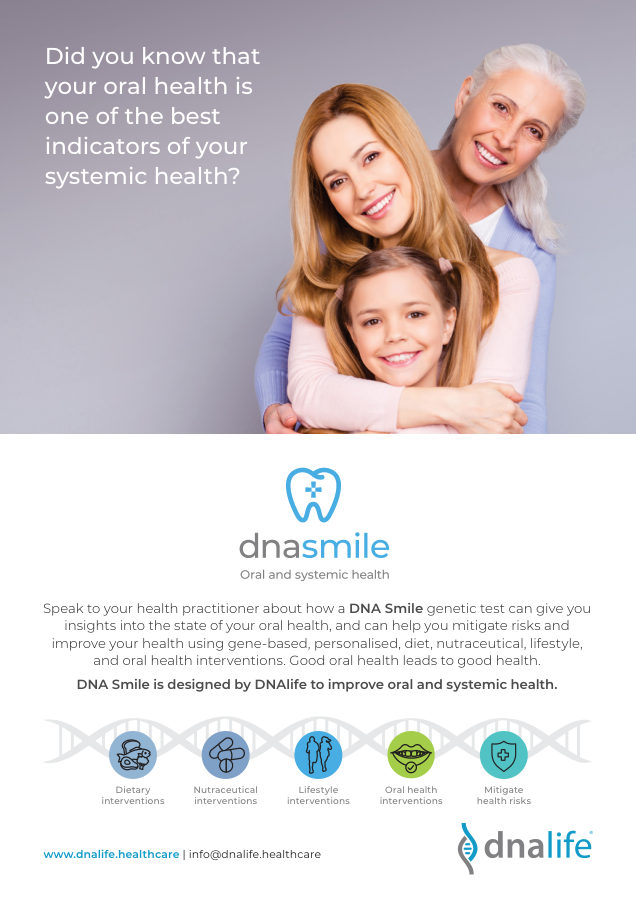 Did you know that
your oral health is
one of the best
indicators of your
systemic health?
dnasmile
Oral and systemic health
Speak to your health practitioner about how a DNA Smile genetic test can give you
insights into the state of your oral health, and can help you mitigate risks and
improve your health using gene-based, personalised, diet, nutraceutical, lifestyle,
and oral health interventions. Good oral health leads to good health.
DNA Smile is designed by DNAlife to improve oral and systemic health.
Dietary
interventions
Nutraceutical
interventions
Lifestyle
interventions
Oral health
interventions
Mitigate
health risks
www.dnalife.healthcare | info@dnalife.healthcare
dnalife®